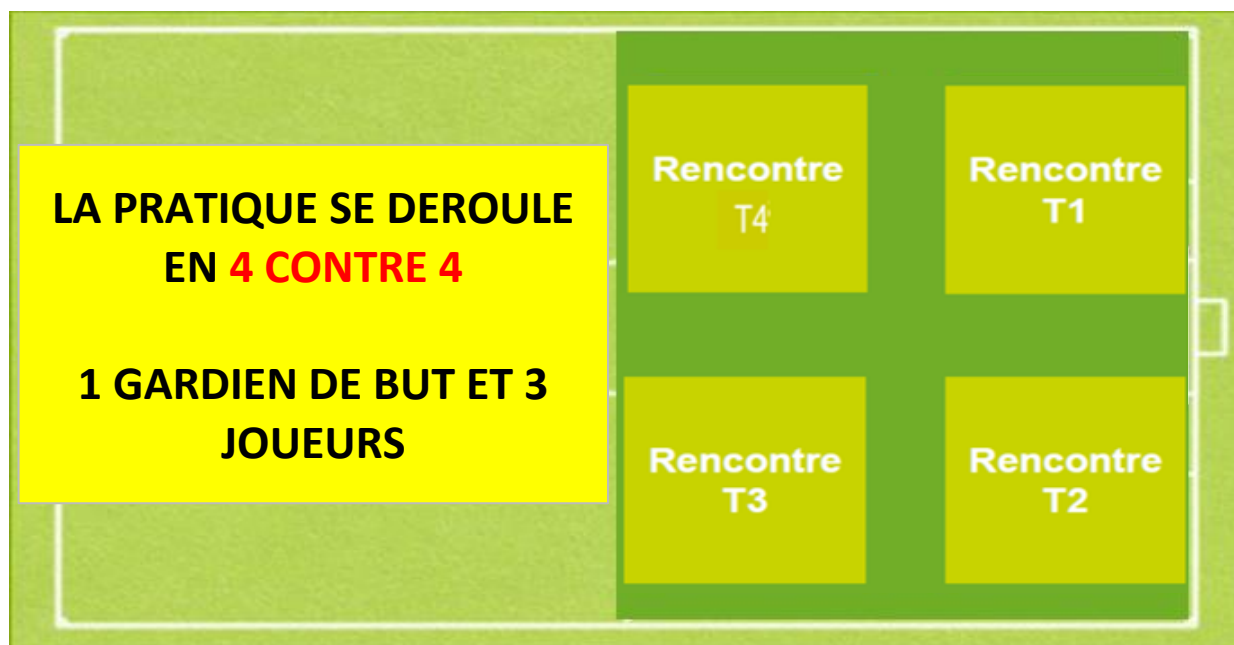 LA PRATIQUE SE DEROULE
EN 4 CONTRE 4
1 GARDIEN DE BUT ET 3
JOUEURS
Rencontre
T4
Rencontre
T1
Rencontre
T3
Rencontre
T2